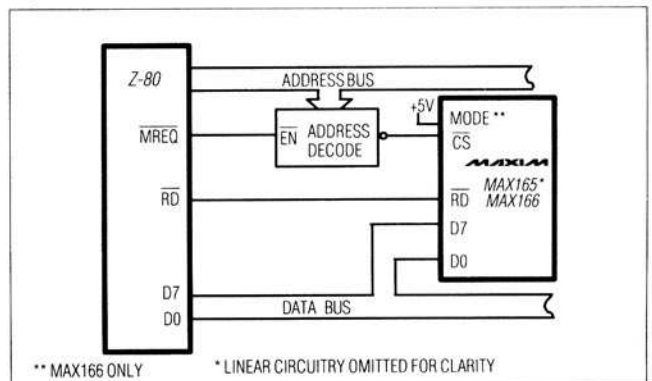 Z-80
ADDRESS BUS
+5V
MODE **
MREQ
EN ADDRESS
DECODE
CS
MAXIM
MAX165*
MAX166
RD
RD
D7
D0
D7
D0
DATA BUS
** MAX166 ONLY
* LINEAR CIRCUITRY OMITTED FOR CLARITY